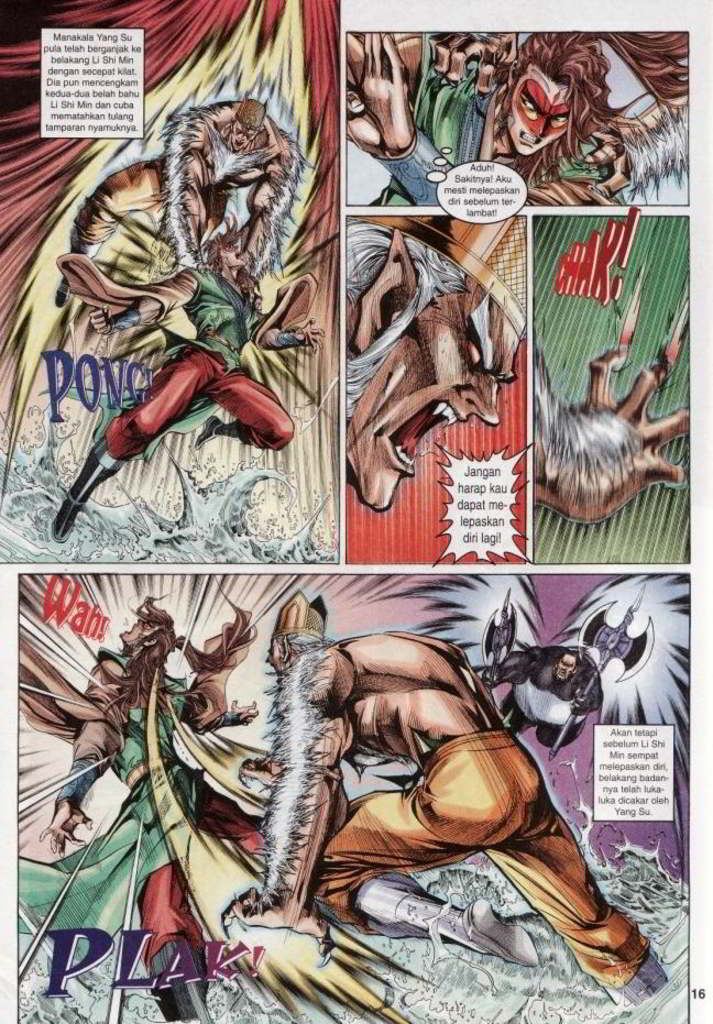 Manakala Yang Su
pula telah berganjak ke
belakang Li Shi Min
dengan secepat kilat.
Dia pun mencengkam
kedua-dua belah bahu
Li Shi Min dan cuba
mematahkan tulang
tamparan nyamuknya.
PONG!
Aduh!
Sakitnya! Aku
mesti melepaskan
diri sebelum ter-
lambat!
Jangan
harap kau
dapat me-
lepaskan
diri lagi!
CHAK!
Wah!
Akan tetapi
sebelum Li Shi
Min sempat
melepaskan diri,
belakang badan-
nya telah luka-
luka dicakar oleh
Yang Su.
PLAK!
16